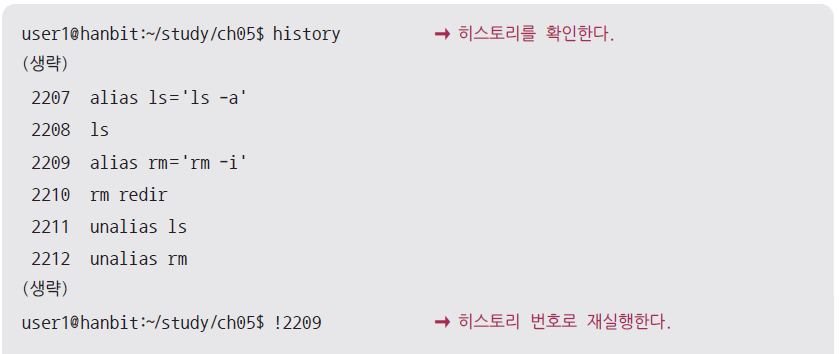 user1@hanbit:~/study/ch05$ history → 히스토리를 확인한다.
(생략)
2207 alias ls='ls -a'
2208 ls
2209 alias rm='rm -i'
2210 rm redir
2211 unalias ls
2212 unalias rm
(생략)
user1@hanbit:~/study/ch05$ !2209 → 히스토리 번호로 재실행한다.